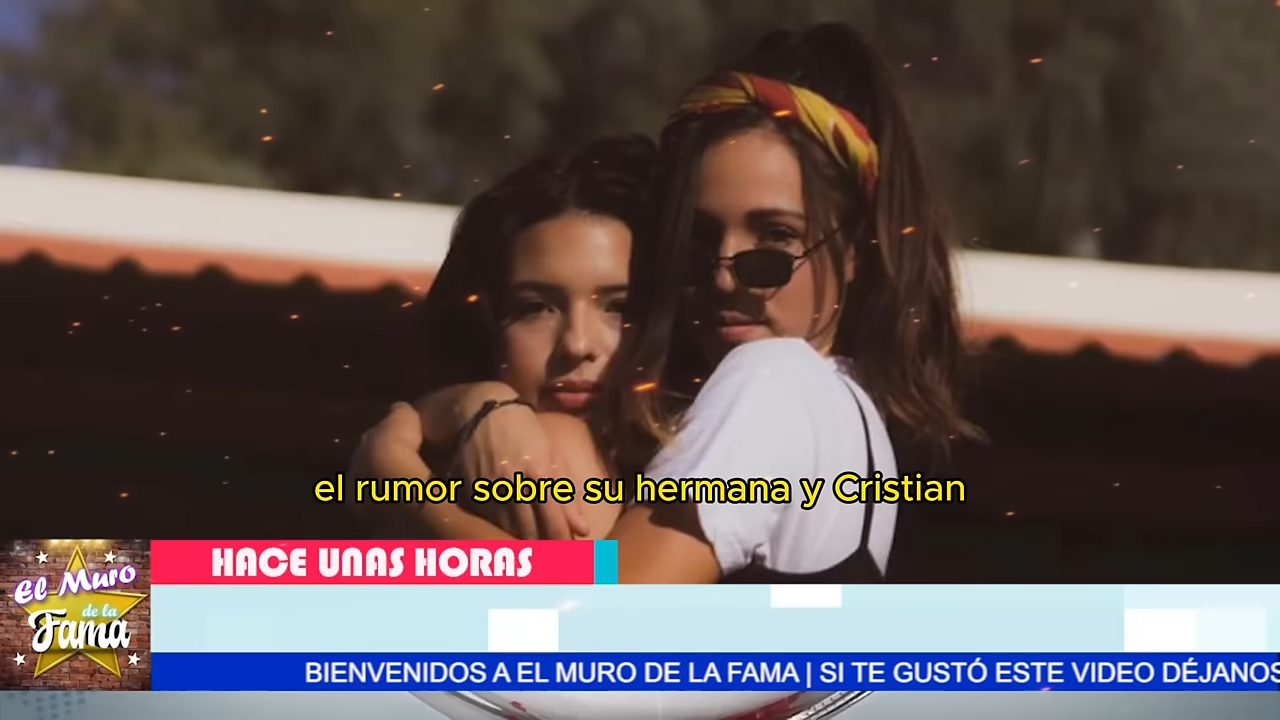 el rumor sobre su hermana y Cristian
HACE UNAS HORAS
El Muro
de la
Fama
BIENVENIDOS A EL MURO DE LA FAMA | SI TE GUSTÓ ESTE VIDEO DÉJANOS